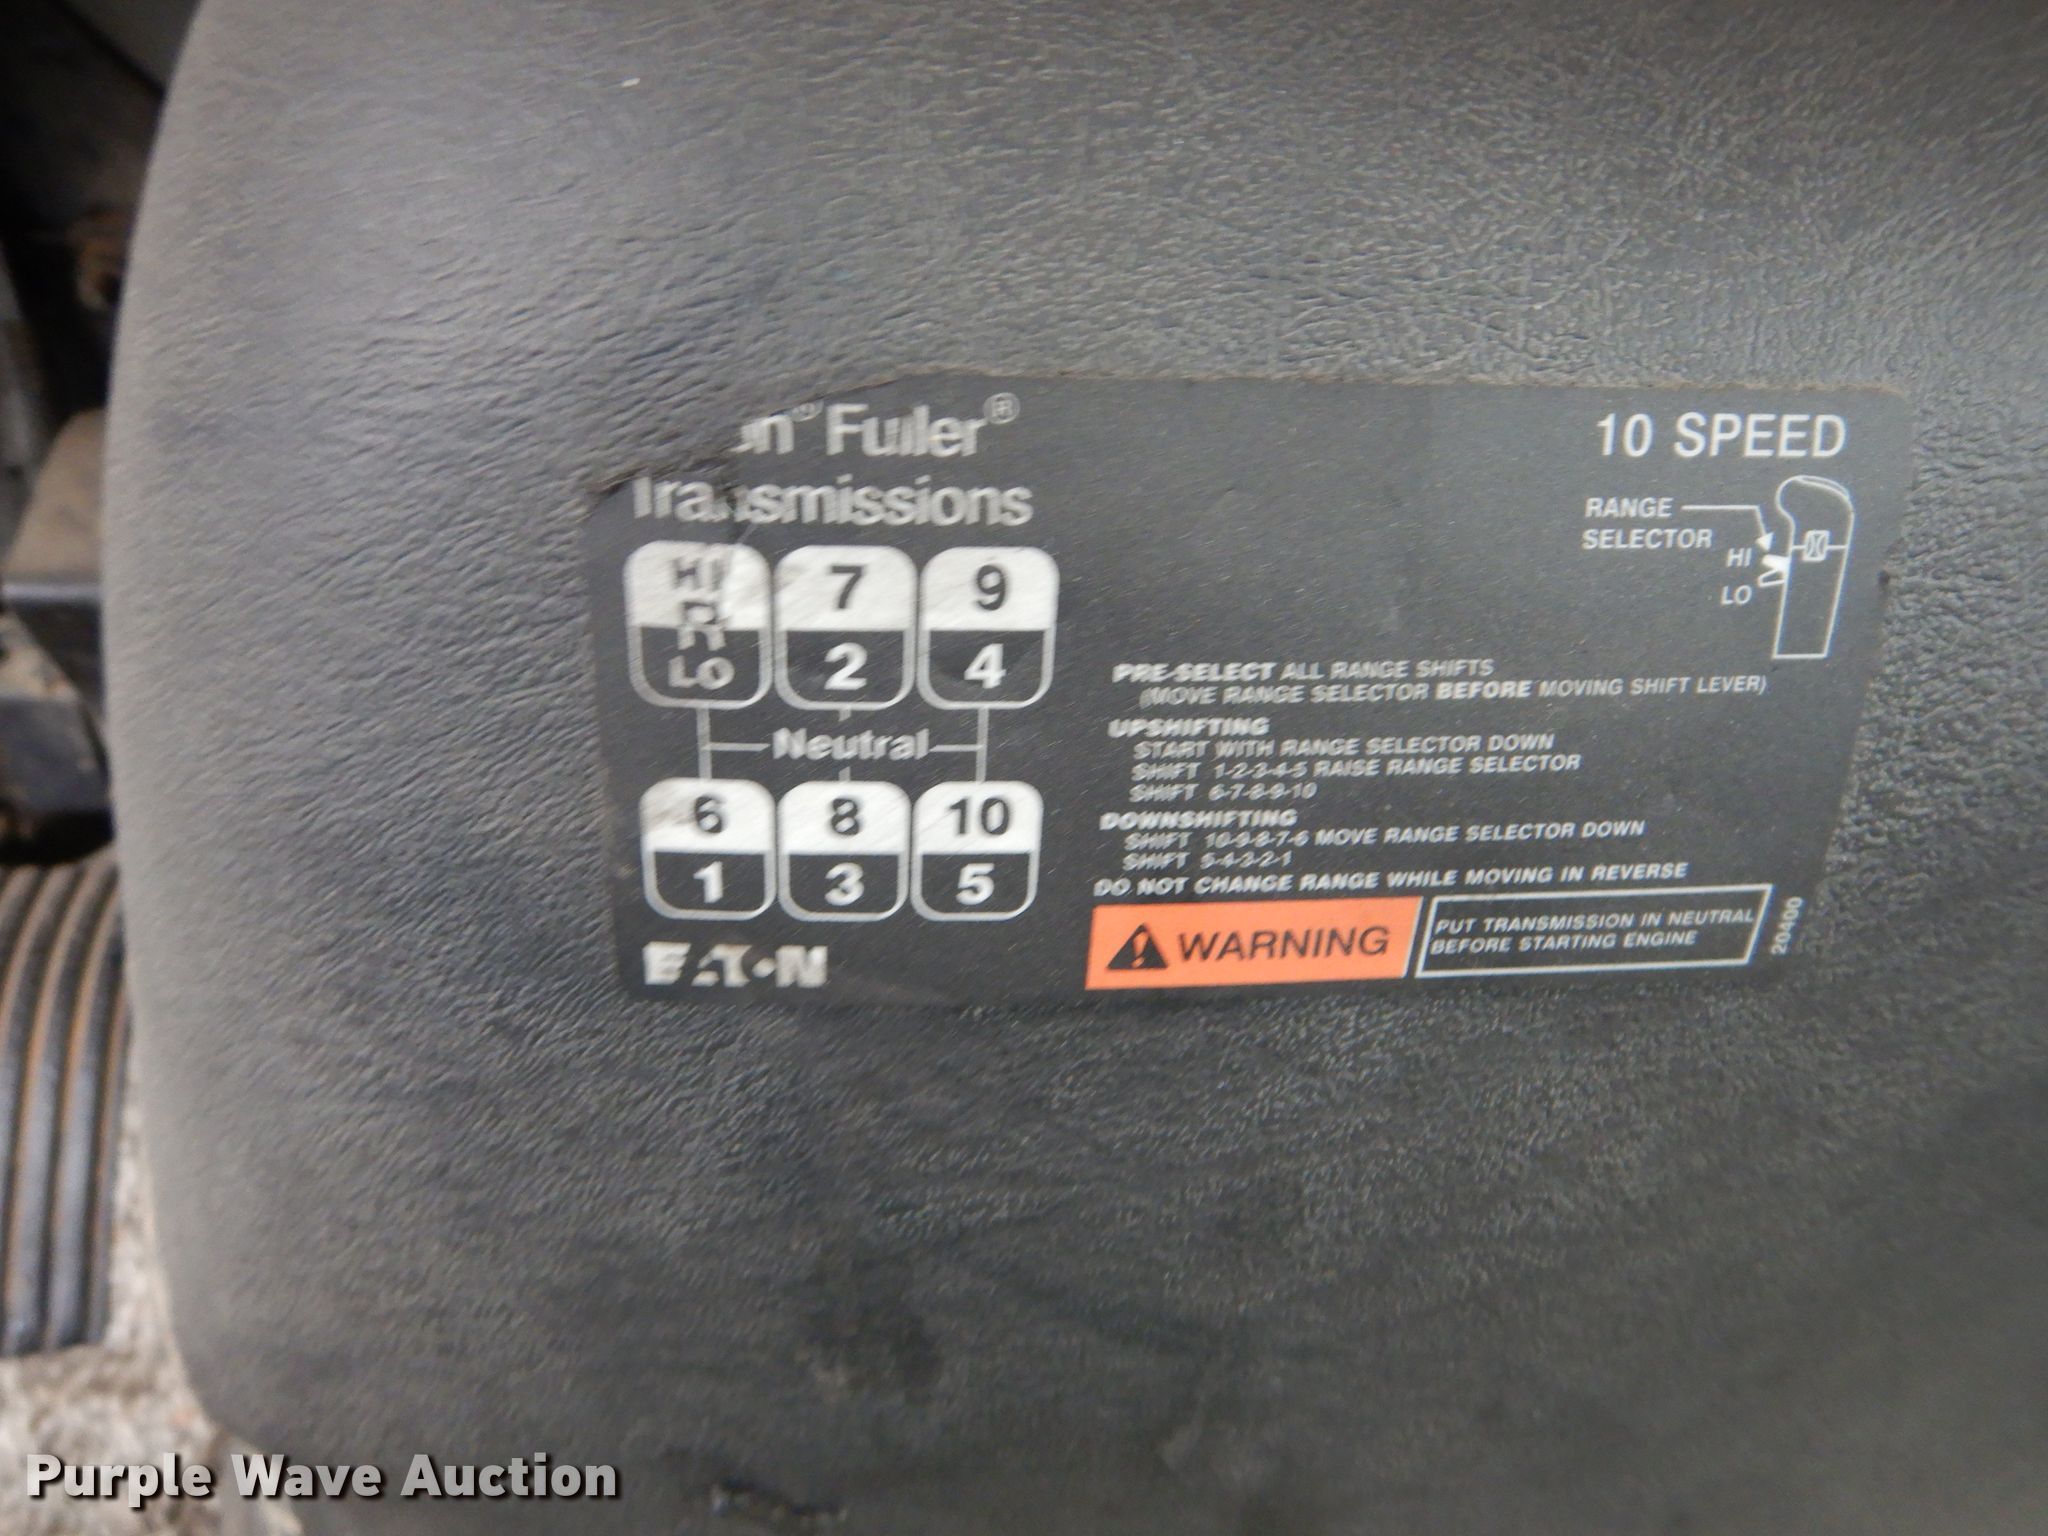 on® Fuller®
Transmissions
HI
R
LO
7
2
9
4
Neutral
6
1
8
3
10
5
EATON
10 SPEED
RANGE
SELECTOR
HI
LO
PRE-SELECT ALL RANGE SHIFTS
(MOVE RANGE SELECTOR BEFORE MOVING SHIFT LEVER)
UPSHIFTING
START WITH RANGE SELECTOR DOWN
SHIFT 1-2-3-4-5 RAISE RANGE SELECTOR
SHIFT 6-7-8-9-10
DOWNSHIFTING
SHIFT 10-9-8-7-6 MOVE RANGE SELECTOR DOWN
SHIFT 5-4-3-2-1
DO NOT CHANGE RANGE WHILE MOVING IN REVERSE
WARNING
PUT TRANSMISSION IN NEUTRAL
BEFORE STARTING ENGINE
20400
Purple Wave Auction